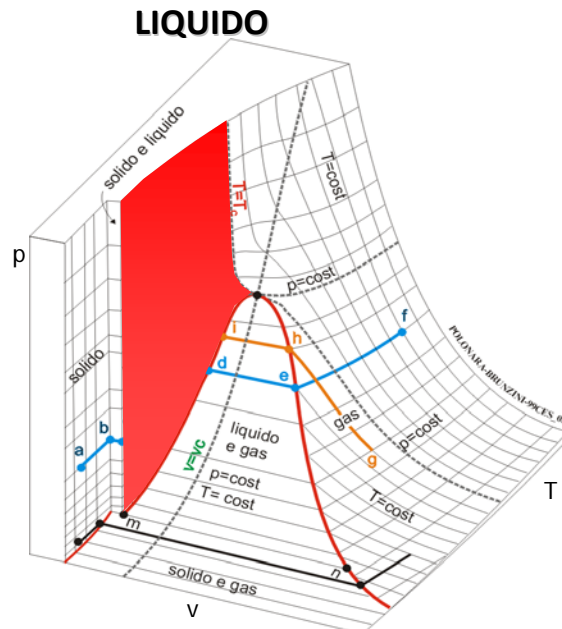 LIQUIDO
solido e liquido
T=cost
p
solido
p=cost
i
h
f
d
e
a
b
v=vc
liquido
e gas
gas
g
p=cost
p=cost
T= cost
T=cost
T
m
n
solido e gas
v